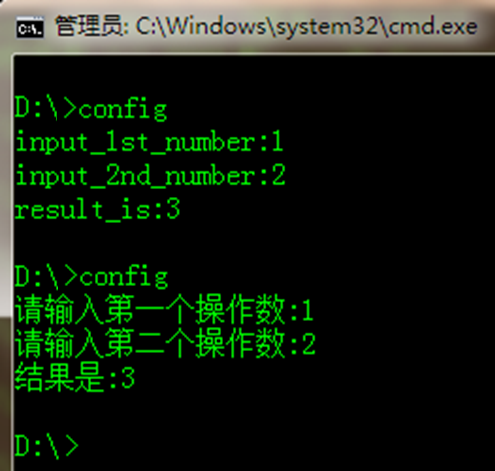 管理员: C:\Windows\system32\cmd.exe
D:\>config
input_1st_number:1
input_2nd_number:2
result_is:3
D:\>config
请输入第一个操作数:1
请输入第二个操作数:2
结果是:3
D:\>